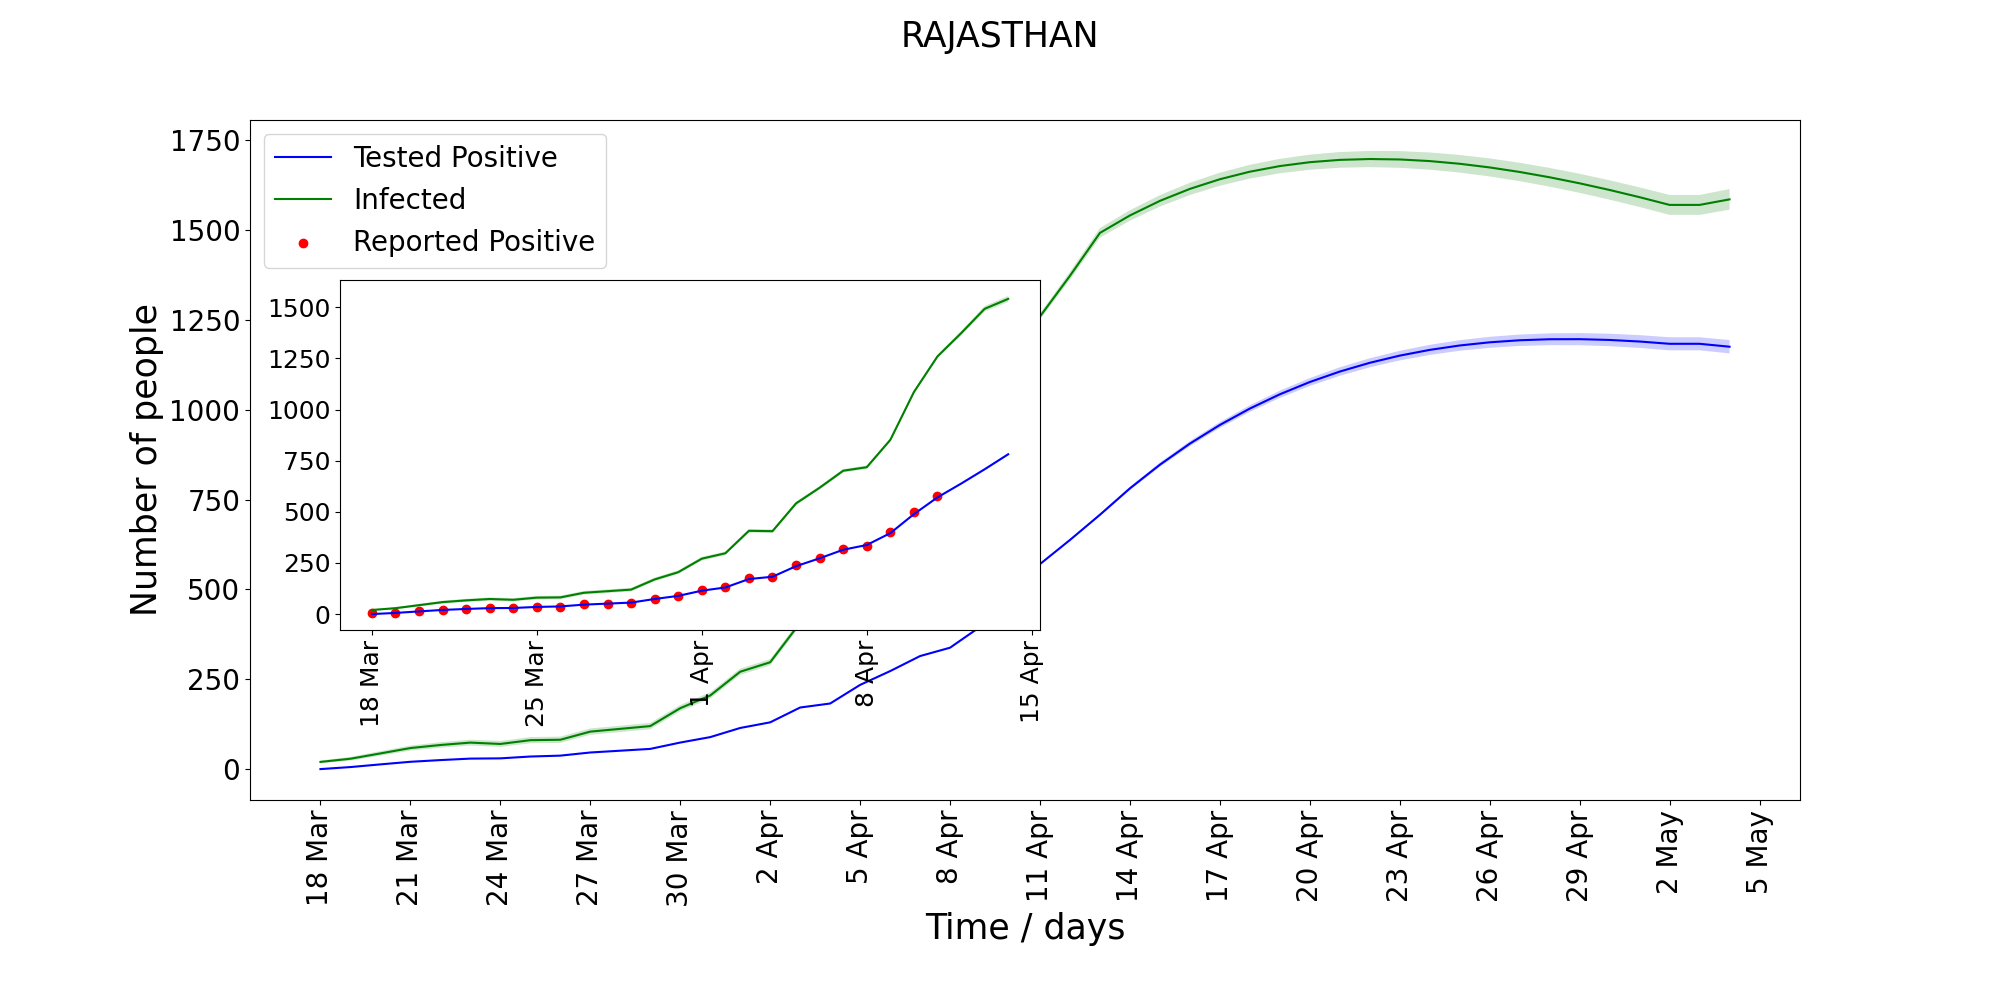 RAJASTHAN
Tested Positive
Infected
Reported Positive
Number of people
1750
1500
1250
1000
750
500
250
0
1500
1250
1000
750
500
250
0
18 Mar
25 Mar
1 Apr
8 Apr
15 Apr
18 Mar
21 Mar
24 Mar
27 Mar
30 Mar
2 Apr
5 Apr
8 Apr
11 Apr
14 Apr
17 Apr
20 Apr
23 Apr
26 Apr
29 Apr
2 May
5 May
Time / days